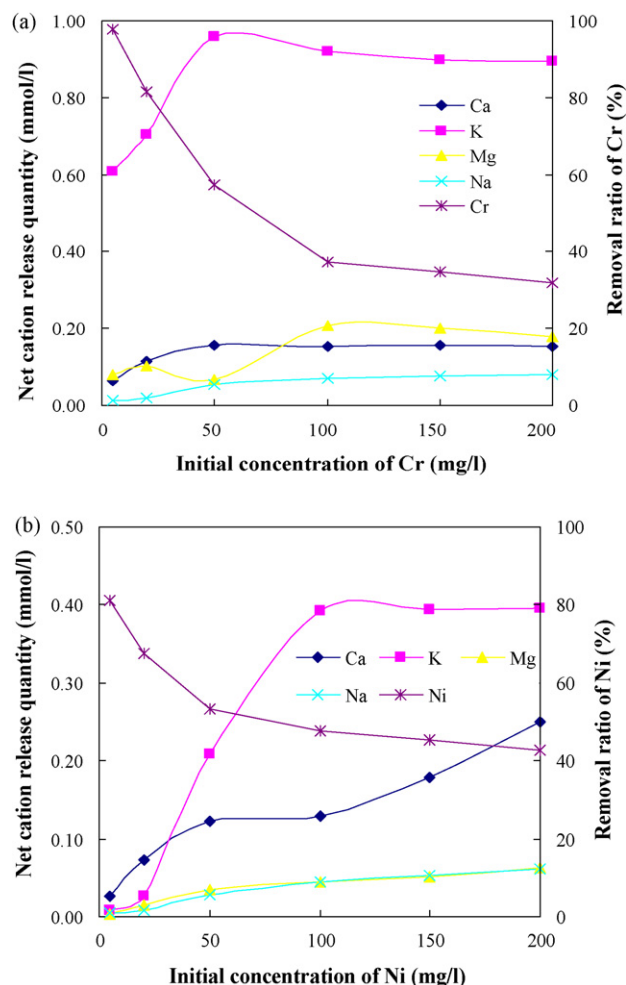 (a)
Net cation release quantity (mmol/l)
1.00
0.80
0.60
0.40
0.20
0.00
Ca
K
Mg
Na
Cr
100
80
60
40
20
0
Removal ratio of Cr (%)
0 50 100 150 200
Initial concentration of Cr (mg/l)
(b)
Net cation release quantity (mmol/l)
0.50
0.40
0.30
0.20
0.10
0.00
Ca K Mg
Na Ni
100
80
60
40
20
0
Removal ratio of Ni (%)
0 50 100 150 200
Initial concentration of Ni (mg/l)